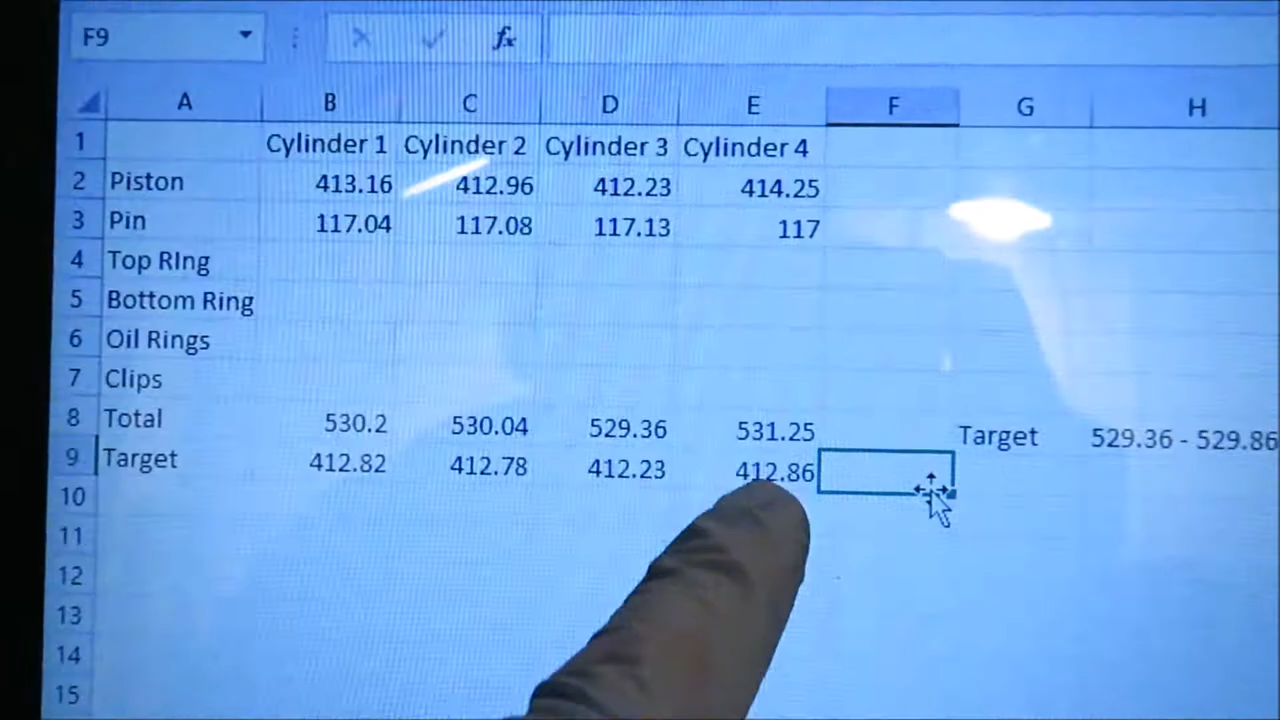 F9 fx
A B C D E F G H
1 Cylinder 1 Cylinder 2 Cylinder 3 Cylinder 4
2 Piston 413.16 412.96 412.23 414.25
3 Pin 117.04 117.08 117.13 117
4 Top RIng
5 Bottom Ring
6 Oil Rings
7 Clips
8 Total 530.2 530.04 529.36 531.25 Target 529.36 - 529.86
9 Target 412.82 412.78 412.23 412.86
10
11
12
13
14
15